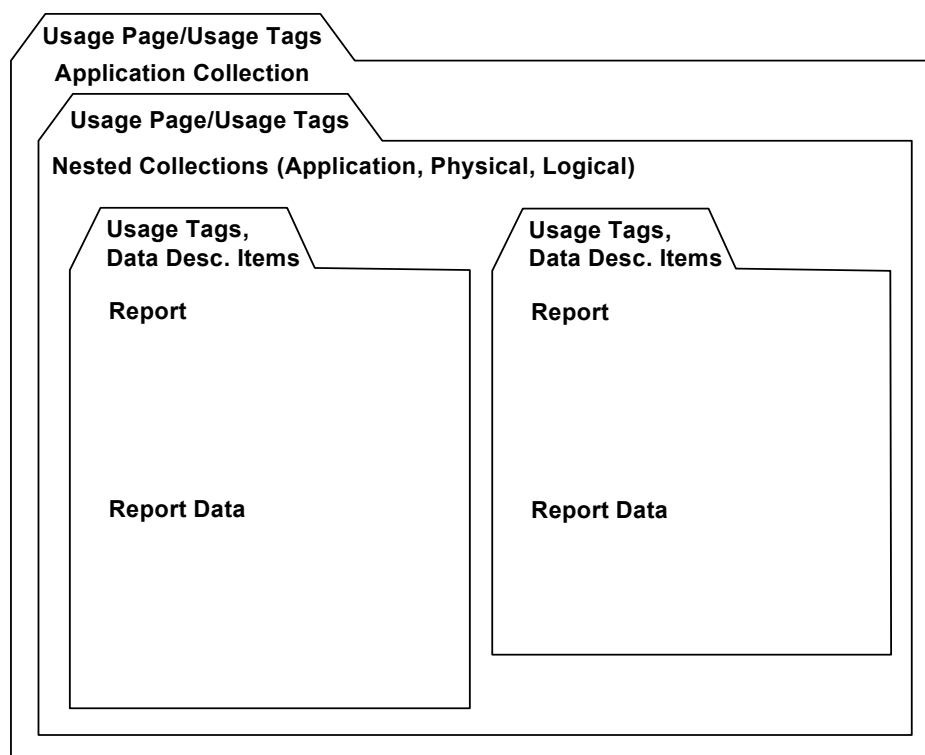 Usage Page/Usage Tags
Application Collection
Usage Page/Usage Tags
Nested Collections (Application, Physical, Logical)
Usage Tags,
Data Desc. Items
Report
Report Data
Usage Tags,
Data Desc. Items
Report
Report Data